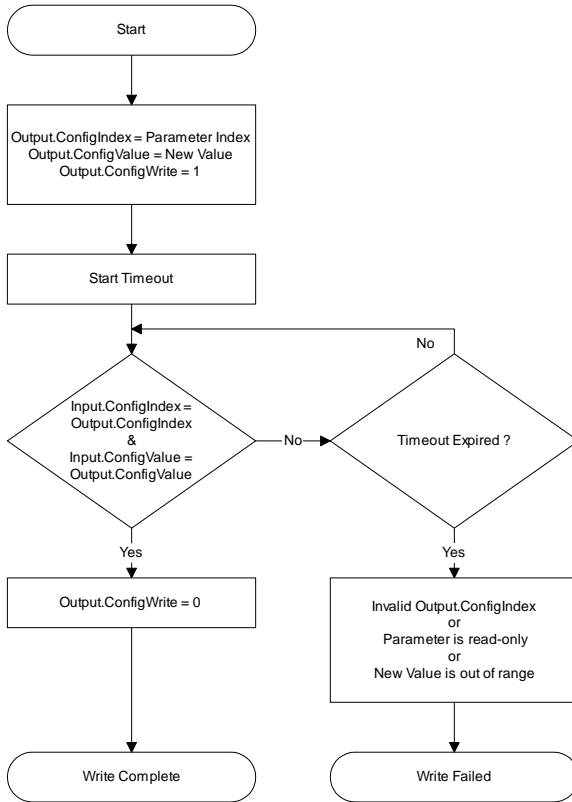 Start
Output.ConfigIndex = Parameter Index
Output.ConfigValue = New Value
Output.ConfigWrite = 1
Start Timeout
No
Input.ConfigIndex =
Output.ConfigIndex
&
Input.ConfigValue =
Output.ConfigValue
No
Timeout Expired ?
Yes
Yes
Output.ConfigWrite = 0
Invalid Output.ConfigIndex
or
Parameter is read-only
or
New Value is out of range
Write Complete
Write Failed